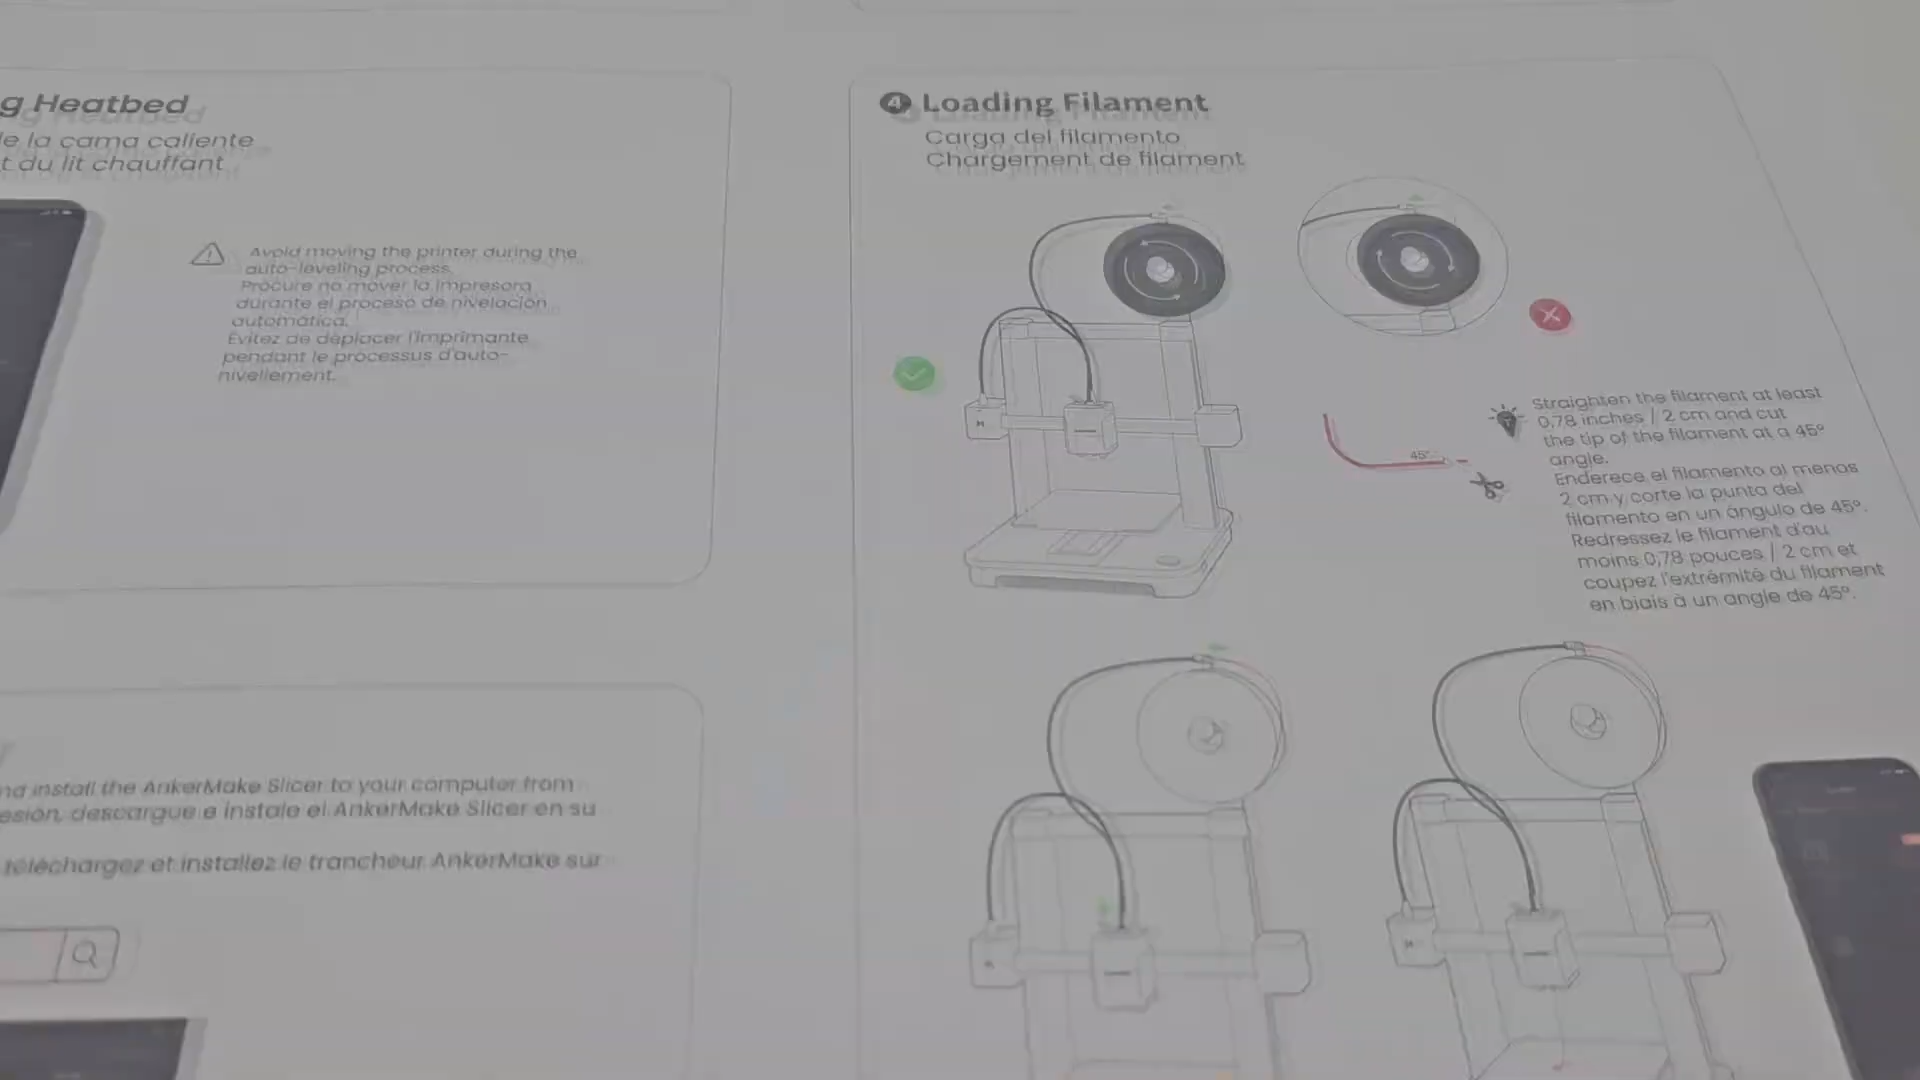 g Heatbed
de la cama caliente
t du lit chauffant
Avoid moving the printer during the
auto-leveling process.
Procure no mover la impresora
durante el proceso de nivelación
automática.
Évitez de déplacer l'imprimante
pendant le processus d'auto-
nivellement.
nd install the AnkerMake Slicer to your computer from
esión, descargue e instale el AnkerMake Slicer en su
téléchargez et installez le trancheur AnkerMake sur
4 Loading Filament
Carga del filamento
Chargement de filament
45°
Straighten the filament at least
0,78 inches / 2 cm and cut
the tip of the filament at a 45°
angle.
Enderece el filamento al menos
2 cm y corte la punta del
filamento en un ángulo de 45°.
Redressez le filament d'au
moins 0,78 pouces / 2 cm et
coupez l'extrémité du filament
en biais à un angle de 45°.